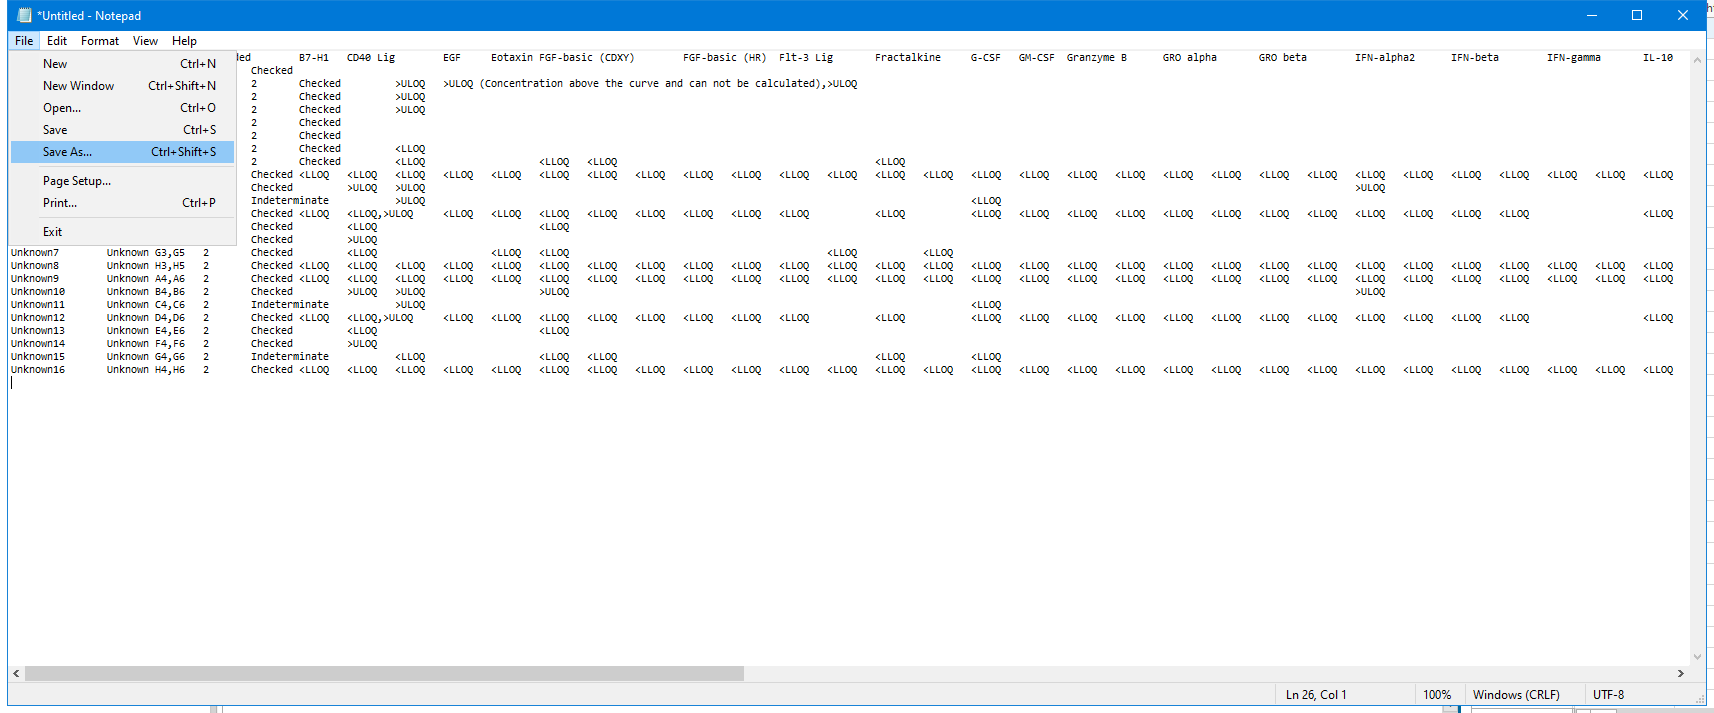 *Untitled - Notepad
File Edit Format View Help
ded B7-H1 CD40 Lig EGF Eotaxin FGF-basic (CDXY) FGF-basic (HR) Flt-3 Lig Fractalkine G-CSF GM-CSF Granzyme B GRO alpha GRO beta IFN-alpha2 IFN-beta IFN-gamma IL-10
New Ctrl+N
New Window Ctrl+Shift+N
Open... Ctrl+O
Save Ctrl+S
Save As... Ctrl+Shift+S
Page Setup...
Print... Ctrl+P
Exit
Checked
2 Checked >ULOQ >ULOQ (Concentration above the curve and can not be calculated),>ULOQ
2 Checked >ULOQ
2 Checked >ULOQ
2 Checked
2 Checked
2 Checked <LLOQ
2 Checked <LLOQ <LLOQ <LLOQ <LLOQ
Checked <LLOQ <LLOQ <LLOQ <LLOQ <LLOQ <LLOQ <LLOQ <LLOQ <LLOQ <LLOQ <LLOQ <LLOQ <LLOQ <LLOQ <LLOQ <LLOQ <LLOQ <LLOQ <LLOQ <LLOQ <LLOQ <LLOQ <LLOQ <LLOQ <LLOQ <LLOQ <LLOQ <LLOQ <LLOQ
Checked >ULOQ >ULOQ >ULOQ
Indeterminate >ULOQ <LLOQ
Checked <LLOQ <LLOQ,>ULOQ <LLOQ <LLOQ <LLOQ <LLOQ <LLOQ <LLOQ <LLOQ <LLOQ <LLOQ <LLOQ <LLOQ <LLOQ <LLOQ <LLOQ <LLOQ <LLOQ <LLOQ <LLOQ <LLOQ <LLOQ <LLOQ <LLOQ
Checked <LLOQ <LLOQ
Checked >ULOQ
Unknown7 Unknown G3,G5 2 Checked <LLOQ <LLOQ <LLOQ <LLOQ <LLOQ
Unknown8 Unknown H3,H5 2 Checked <LLOQ <LLOQ <LLOQ <LLOQ <LLOQ <LLOQ <LLOQ <LLOQ <LLOQ <LLOQ <LLOQ <LLOQ <LLOQ <LLOQ <LLOQ <LLOQ <LLOQ <LLOQ <LLOQ <LLOQ <LLOQ <LLOQ <LLOQ <LLOQ <LLOQ <LLOQ <LLOQ <LLOQ <LLOQ
Unknown9 Unknown A4,A6 2 Checked <LLOQ <LLOQ <LLOQ <LLOQ <LLOQ <LLOQ <LLOQ <LLOQ <LLOQ <LLOQ <LLOQ <LLOQ <LLOQ <LLOQ <LLOQ <LLOQ <LLOQ <LLOQ <LLOQ <LLOQ <LLOQ <LLOQ <LLOQ <LLOQ <LLOQ <LLOQ <LLOQ <LLOQ <LLOQ
Unknown10 Unknown B4,B6 2 Checked >ULOQ >ULOQ >ULOQ >ULOQ
Unknown11 Unknown C4,C6 2 Indeterminate >ULOQ <LLOQ
Unknown12 Unknown D4,D6 2 Checked <LLOQ <LLOQ,>ULOQ <LLOQ <LLOQ <LLOQ <LLOQ <LLOQ <LLOQ <LLOQ <LLOQ <LLOQ <LLOQ <LLOQ <LLOQ <LLOQ <LLOQ <LLOQ <LLOQ <LLOQ <LLOQ <LLOQ <LLOQ <LLOQ <LLOQ
Unknown13 Unknown E4,E6 2 Checked <LLOQ <LLOQ
Unknown14 Unknown F4,F6 2 Checked >ULOQ
Unknown15 Unknown G4,G6 2 Indeterminate <LLOQ <LLOQ <LLOQ <LLOQ <LLOQ
Unknown16 Unknown H4,H6 2 Checked <LLOQ <LLOQ <LLOQ <LLOQ <LLOQ <LLOQ <LLOQ <LLOQ <LLOQ <LLOQ <LLOQ <LLOQ <LLOQ <LLOQ <LLOQ <LLOQ <LLOQ <LLOQ <LLOQ <LLOQ <LLOQ <LLOQ <LLOQ <LLOQ <LLOQ <LLOQ <LLOQ <LLOQ <LLOQ
Ln 26, Col 1 100% Windows (CRLF) UTF-8